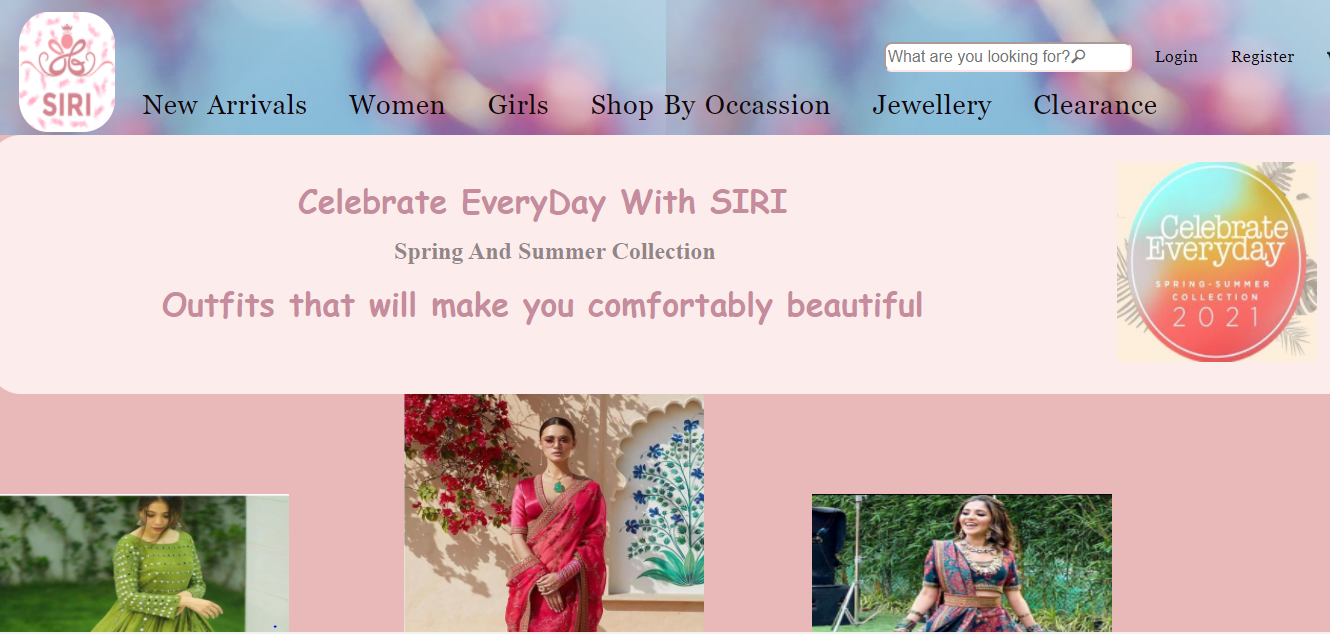 SIRI
What are you looking for?
Login
Register
New Arrivals
Women
Girls
Shop By Occassion
Jewellery
Clearance
Celebrate EveryDay With SIRI
Spring And Summer Collection
Outfits that will make you comfortably beautiful
Celebrate
Everyday
SPRING-SUMMER
COLLECTION
2021